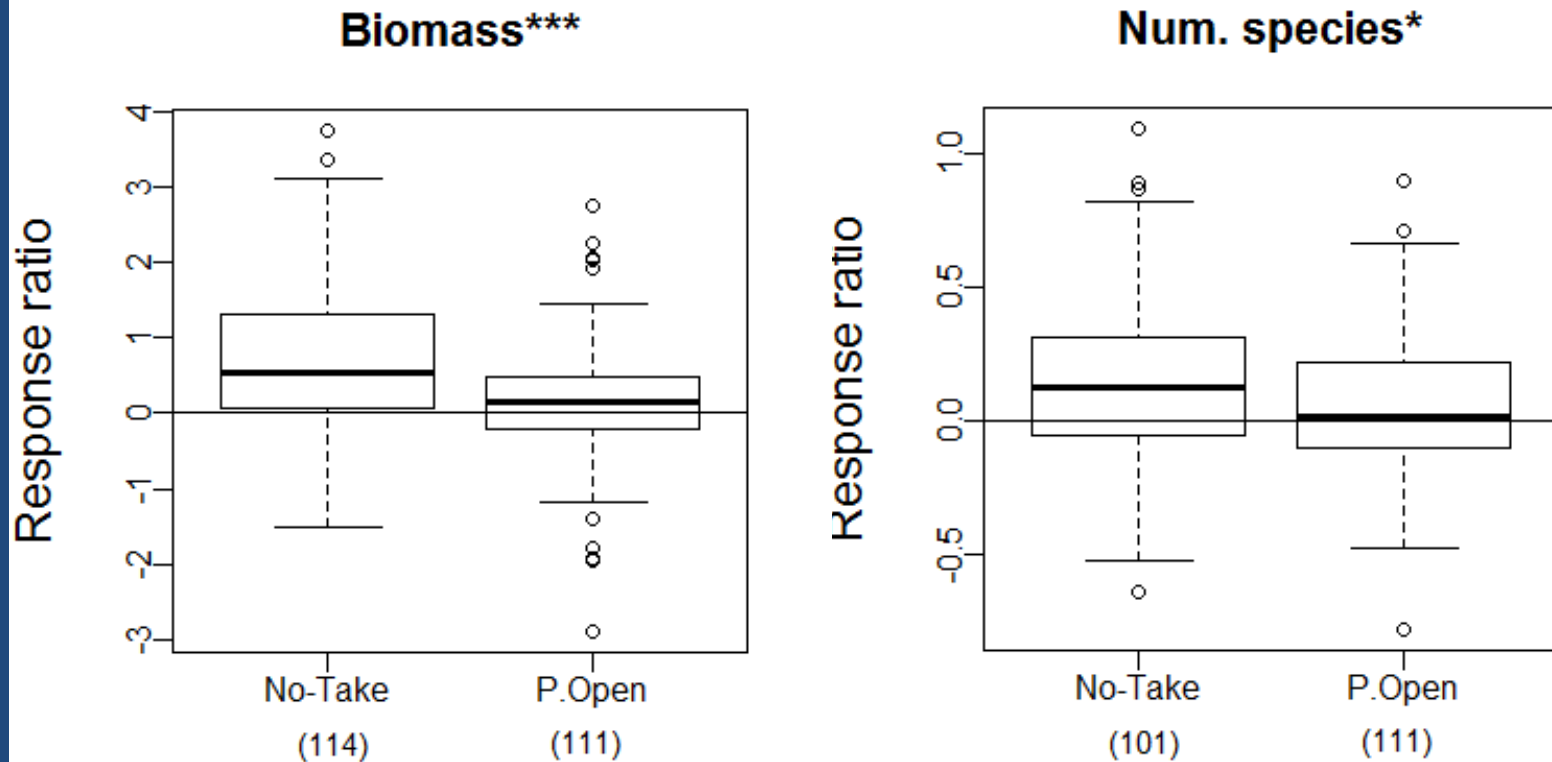 Biomass***
Response ratio
4
3
2
1
0
-1
-2
-3
No-Take
P.Open
(114)
(111)
Num. species*
Response ratio
1.0
0.5
0.0
-0.5
No-Take
P.Open
(101)
(111)